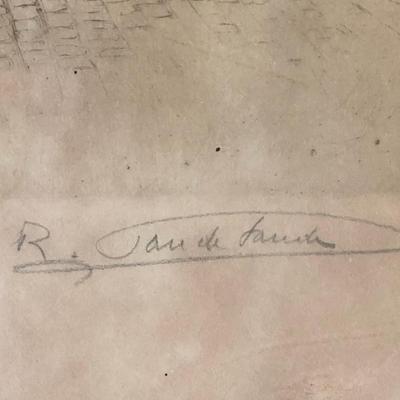 R. Van de Sande